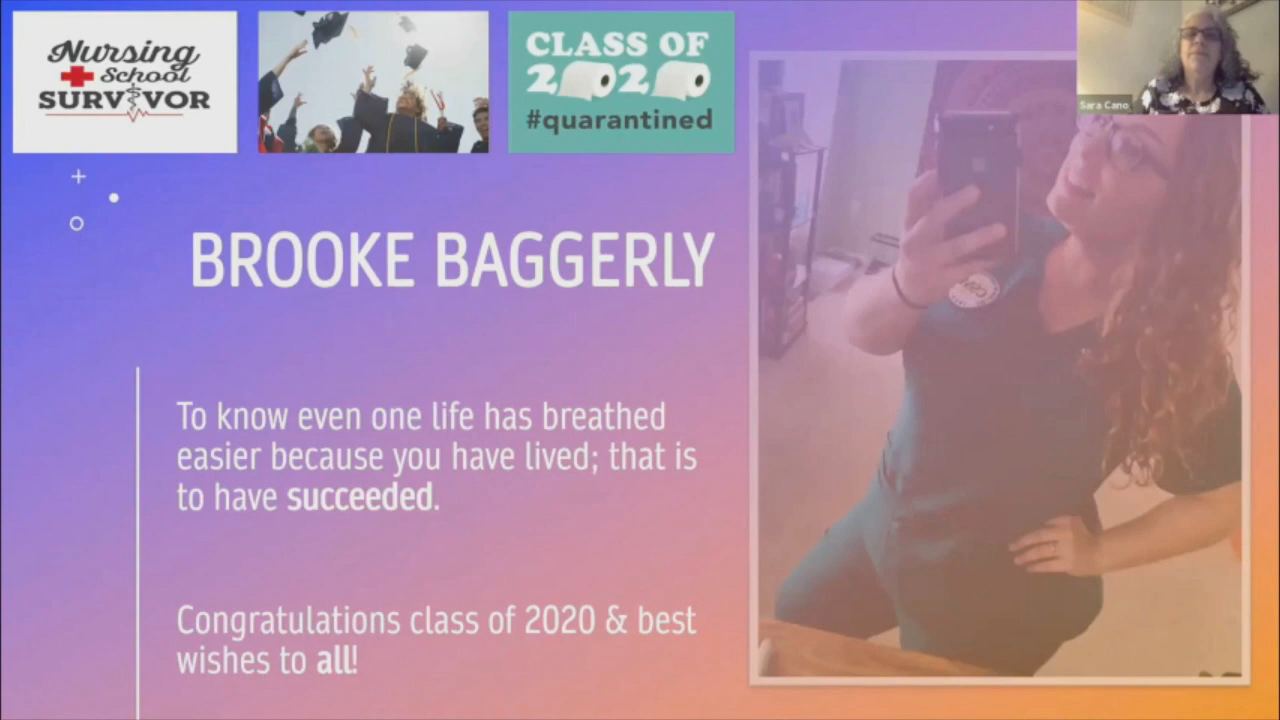 Nursing
School
SURVIVOR
CLASS OF
2020
#quarantined
Sara Cano
BROOKE BAGGERLY
To know even one life has breathed
easier because you have lived; that is
to have succeeded.
Congratulations class of 2020 & best
wishes to all!